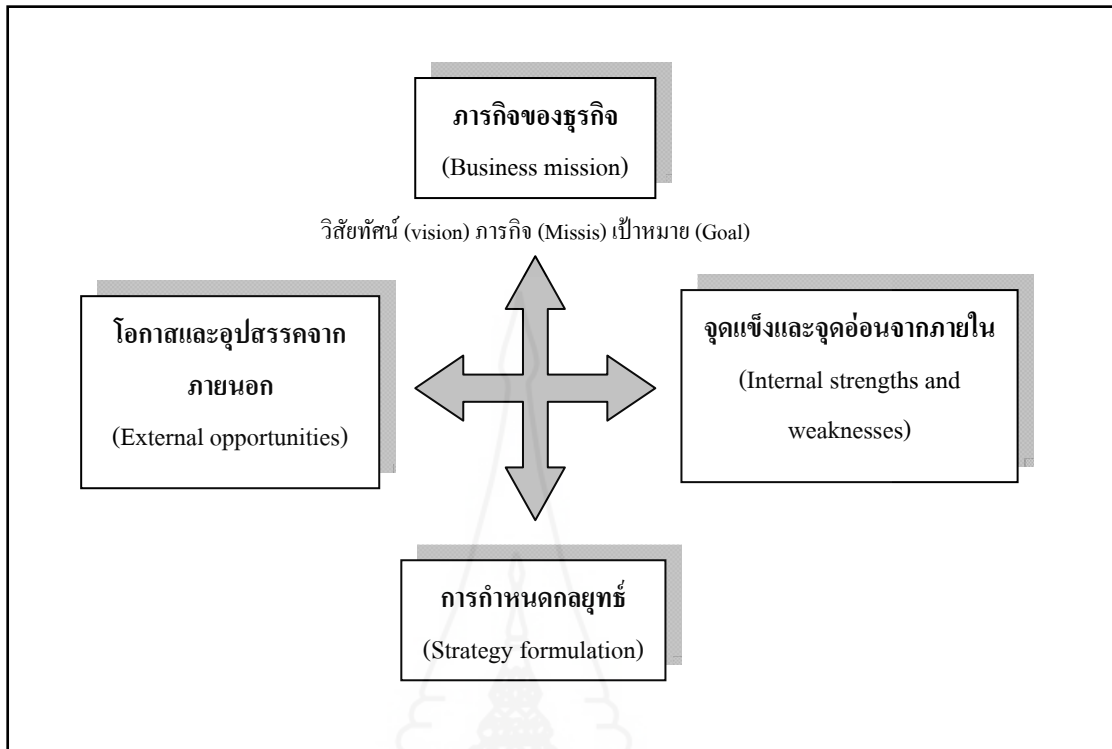 ภารกิจของธุรกิจ
(Business mission)
วิสัยทัศน์ (vision) ภารกิจ (Missis) เป้าหมาย (Goal)
โอกาสและอุปสรรคจาก
ภายนอก
(External opportunities)
จุดแข็งและจุดอ่อนจากภายใน
(Internal strengths and
weaknesses)
การกำหนดกลยุทธ์
(Strategy formulation)